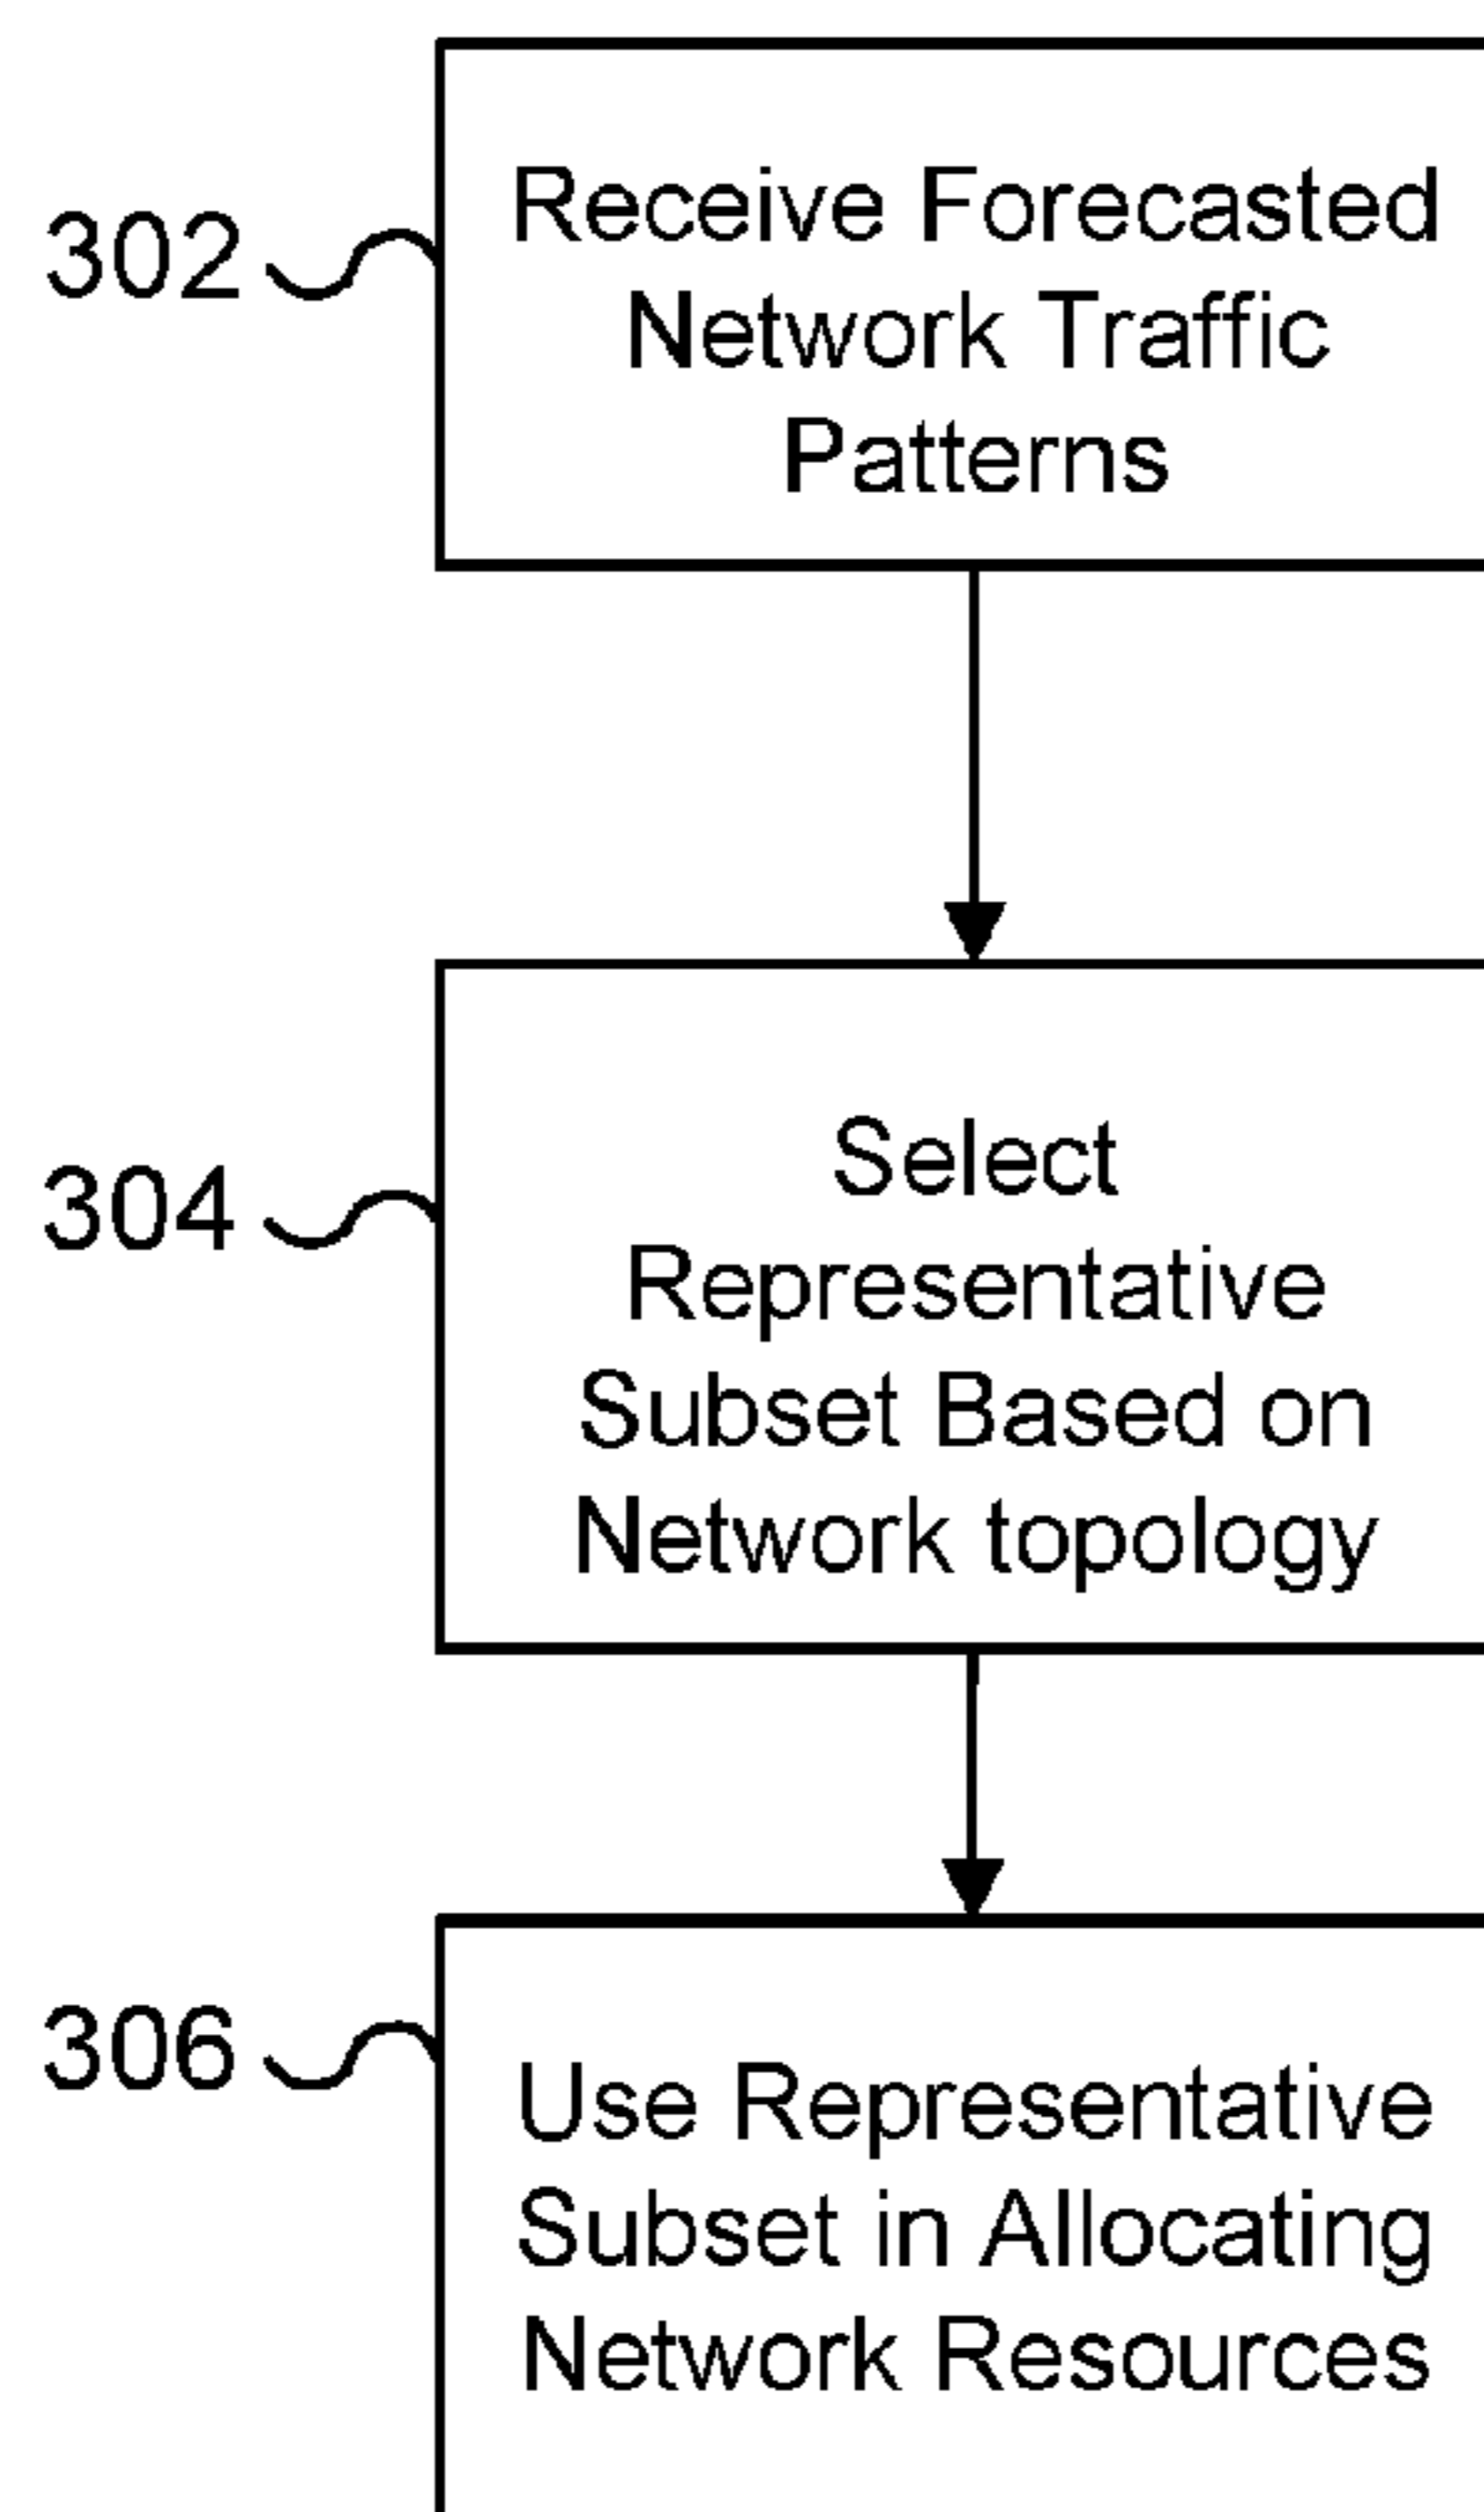 302
Receive Forecasted
Network Traffic
Patterns
304
Select
Representative
Subset Based on
Network topology
306
Use Representative
Subset in Allocating
Network Resources